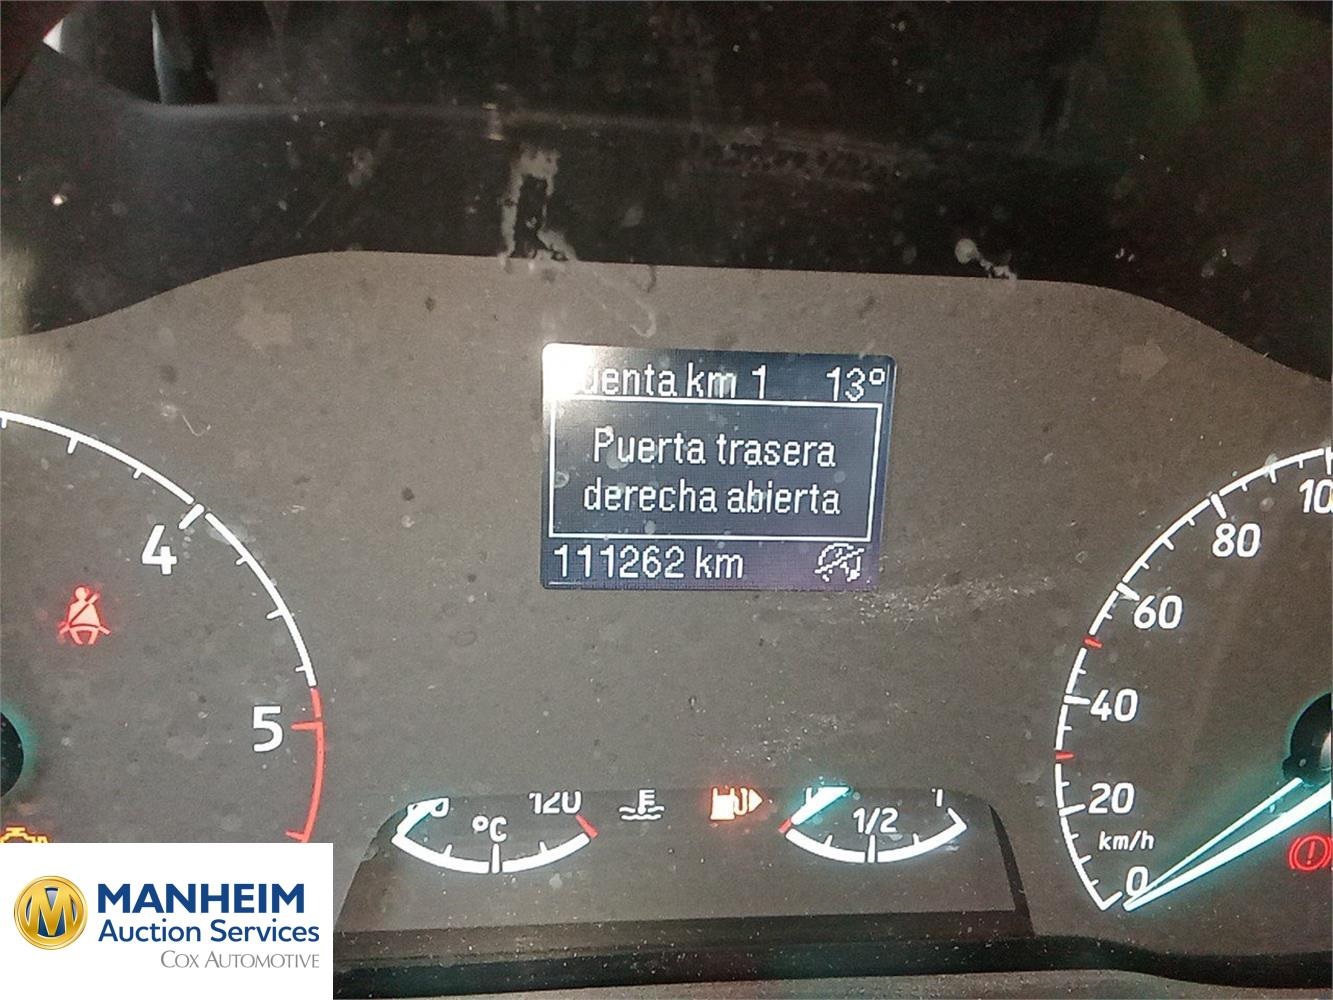 km 1 13°
Puerta trasera
derecha abierta
111262 km
4
5
80
60
40
20
0
km/h
120
°C
1/2
1
MANHEIM
Auction Services
COX AUTOMOTIVE